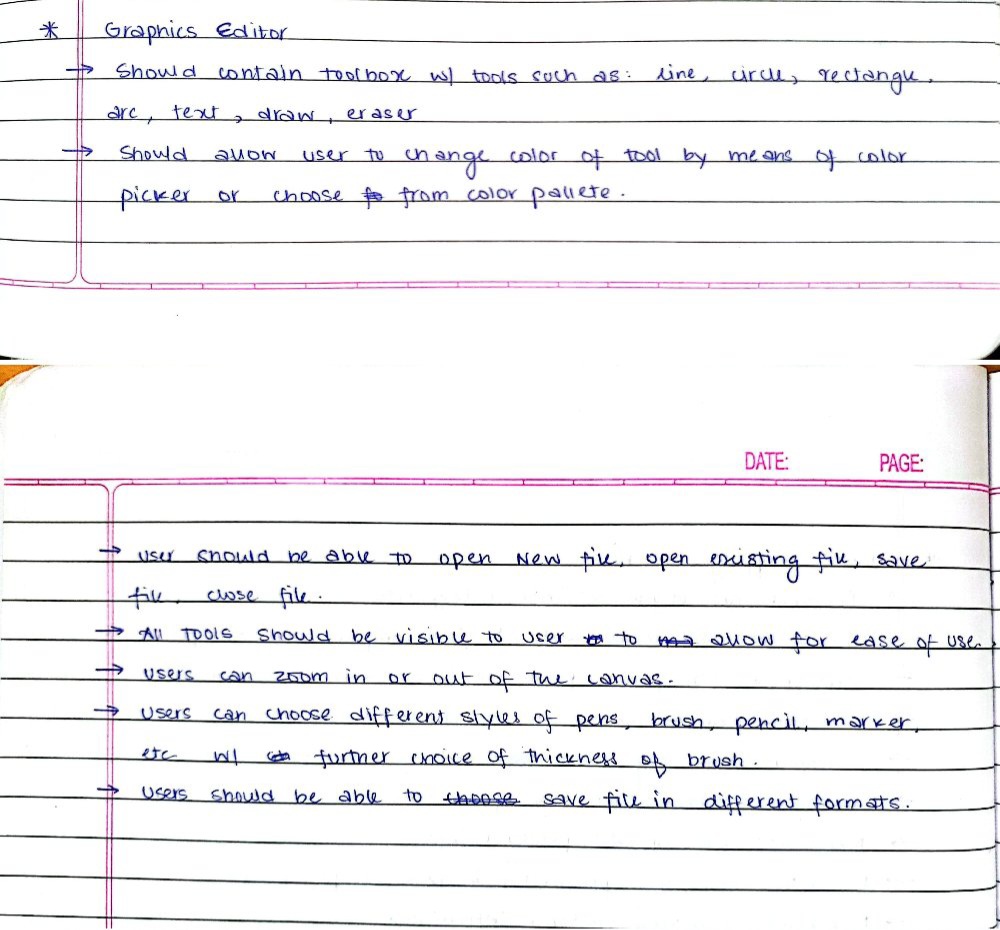 * Graphics Editor
→ Should contain toolbox w/ tools such as: line, circle, rectangle,
arc, text, draw, eraser
→ Should allow user to change color of tool by means of color
picker or choose from color pallete.
DATE: PAGE:
→ User should be able to open New file, open existing file, save
file, close file.
→ All TOOLS should be visible to user to allow for ease of use.
→ Users can zoom in or out of the canvas.
→ Users can choose different styles of pens, brush, pencil, marker,
etc w/ further choice of thickness of brush.
→ Users should be able to choose save file in different formats.